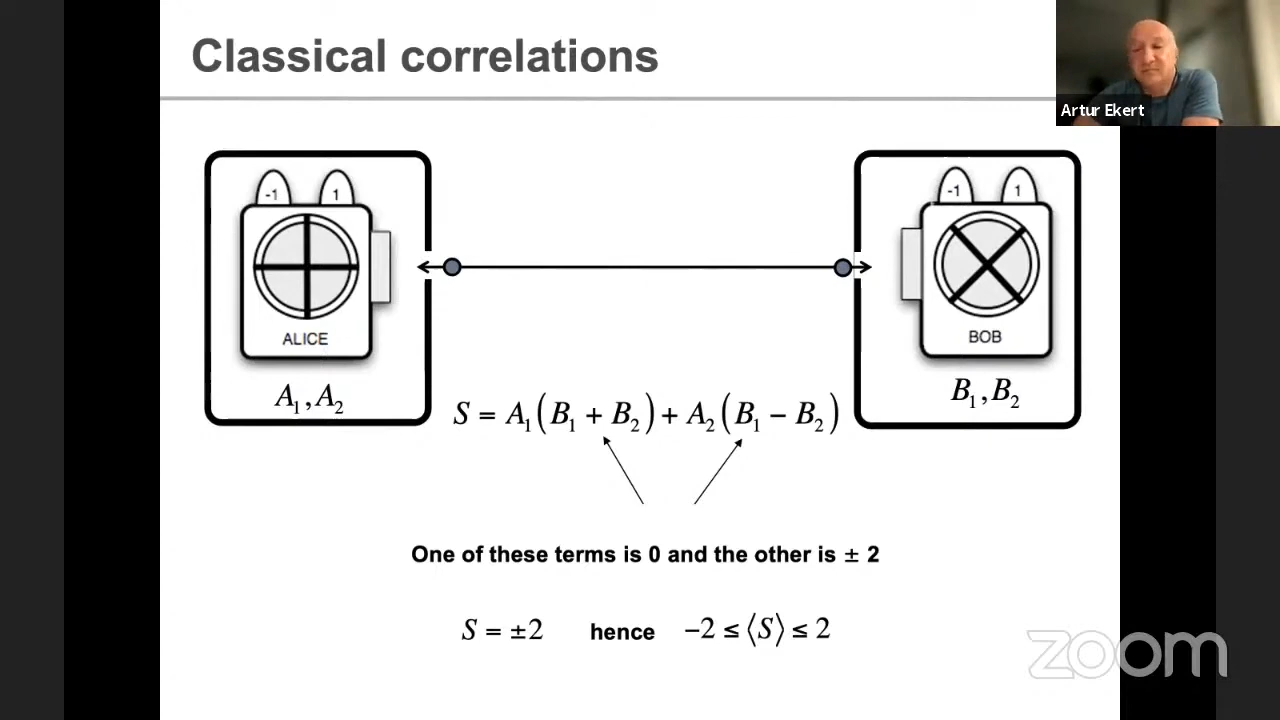 Classical correlations
Artur Ekert
-1 1
-1 1
ALICE
BOB
A₁, A₂
B₁, B₂
S = A₁(B₁ + B₂) + A₂(B₁ − B₂)
One of these terms is 0 and the other is ± 2
S = ±2 hence −2 ≤ ⟨S⟩ ≤ 2
zoom